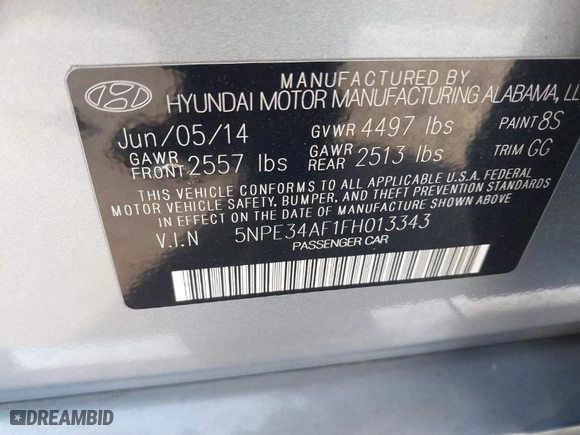 MANUFACTURED BY
HYUNDAI MOTOR MANUFACTURING ALABAMA, LL
Jun/05/14 GVWR 4497 lbs PAINT 8S
GAWR FRONT 2557 lbs GAWR REAR 2513 lbs TRIM GG
THIS VEHICLE CONFORMS TO ALL APPLICABLE U.S.A. FEDERAL
MOTOR VEHICLE SAFETY, BUMPER, AND THEFT PREVENTION STANDARDS
IN EFFECT ON THE DATE OF MANUFACTURE SHOWN ABOVE.
V.I.N 5NPE34AF1FH013343
PASSENGER CAR
DREAMBID